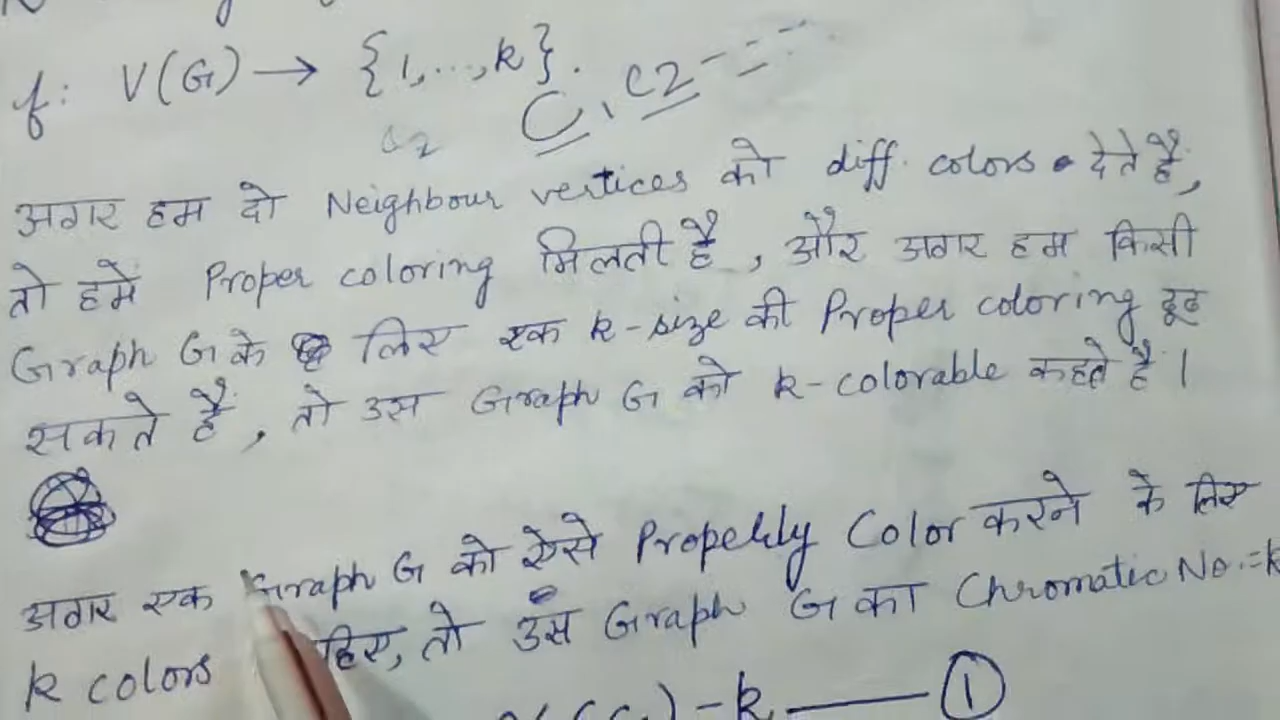 f: V(G) → {1,...,k}.
C1, C2 ----
C2
अगर हम दो Neighbour vertices को diff. colors देते हैं,
तो हमें Proper coloring मिलती है, और अगर हम किसी
Graph G के लिए एक k-size की Proper coloring ढूढ
सकते हैं, तो उस Graph G को k-colorable कहते हैं।
अगर एक Graph G को ऐसे Properly Color करने के लिए
k colors हिए, तो उस Graph G का Chromatic No.=k
-k —— 1